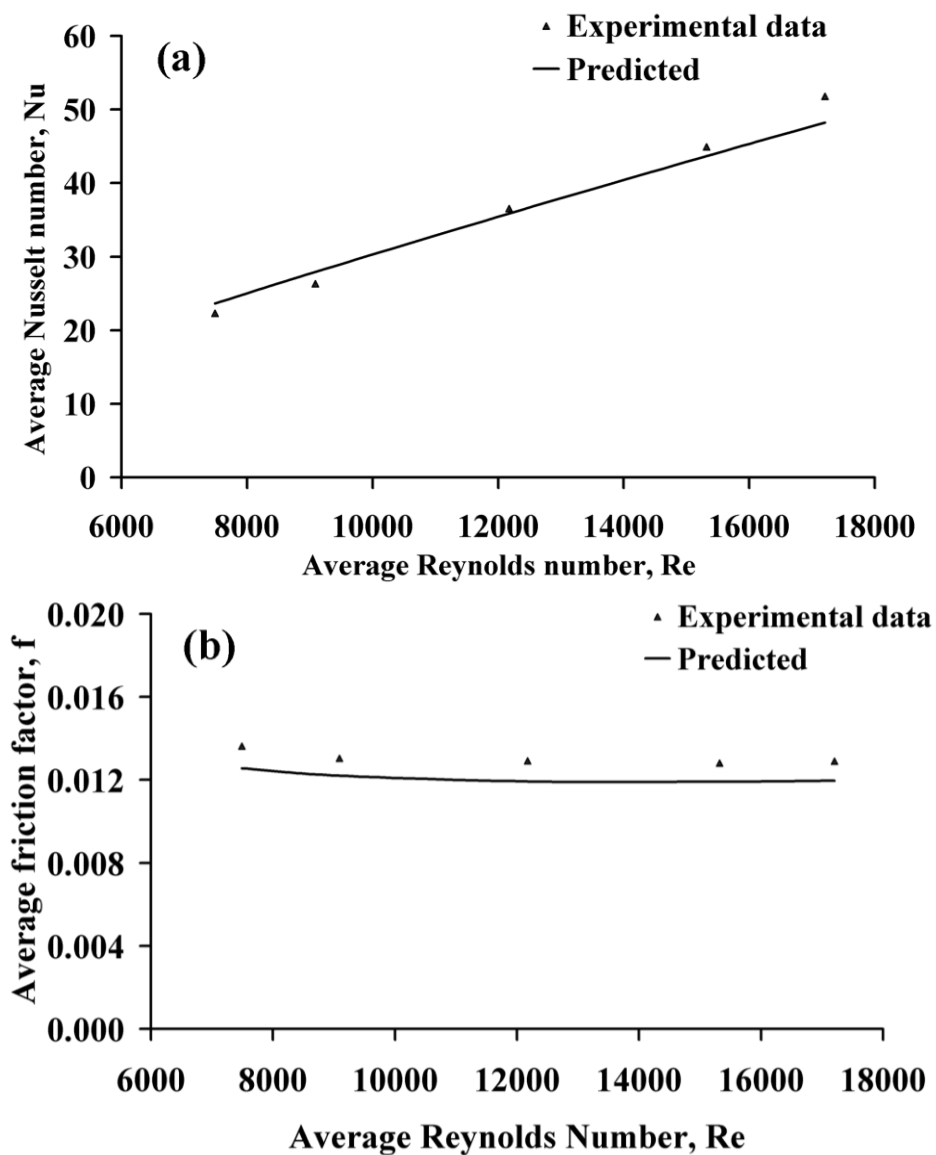 (a)
Experimental data
Predicted
Average Nusselt number, Nu
60
50
40
30
20
10
0
6000 8000 10000 12000 14000 16000 18000
Average Reynolds number, Re
(b)
Experimental data
Predicted
Average friction factor, f
0.020
0.016
0.012
0.008
0.004
0.000
6000 8000 10000 12000 14000 16000 18000
Average Reynolds Number, Re